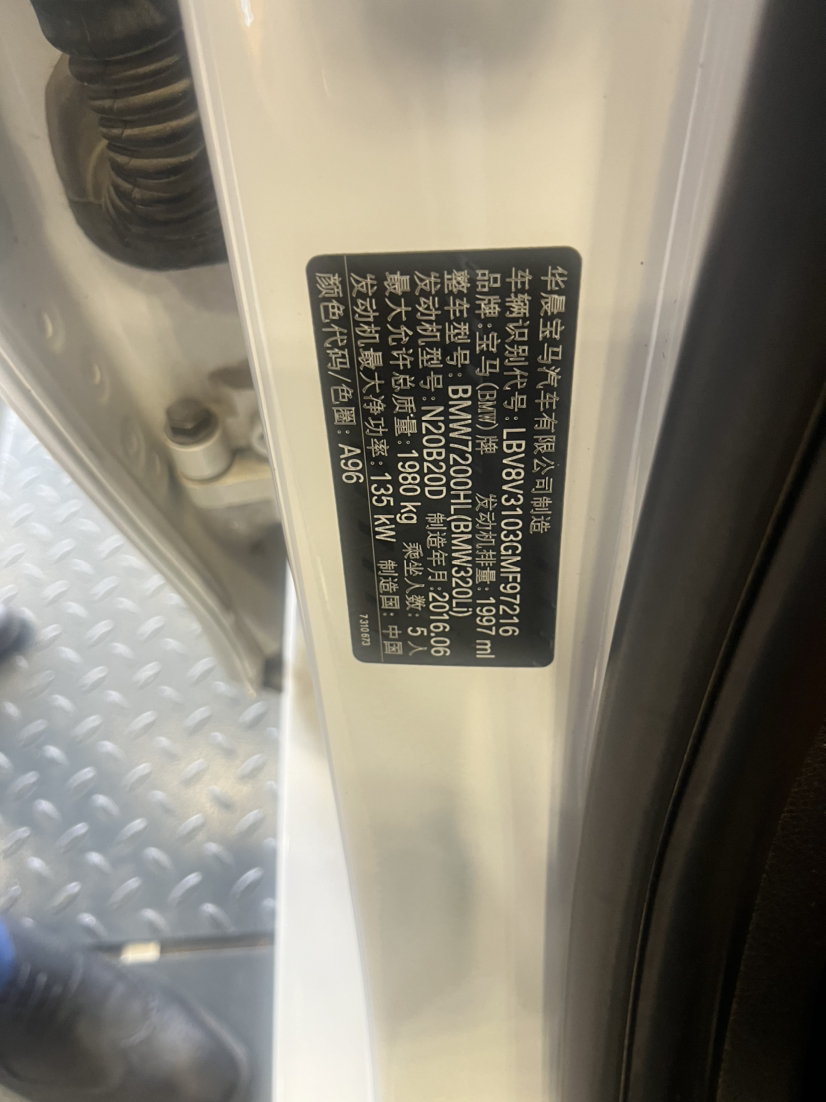 华晨宝马汽车有限公司制造
车辆识别代号: LBV8V3103GMF97216
品牌:宝马(BMW)牌 发动机排量:1997 ml
整车型号:BMW7200HL(BMW320Li)
发动机型号:N20B20D 制造年月:2016.06
最大允许总质量:1980 kg 乘坐人数: 5 人
发动机最大净功率:135 kW 制造国:中国
颜色代码/色圈:A96 7310673